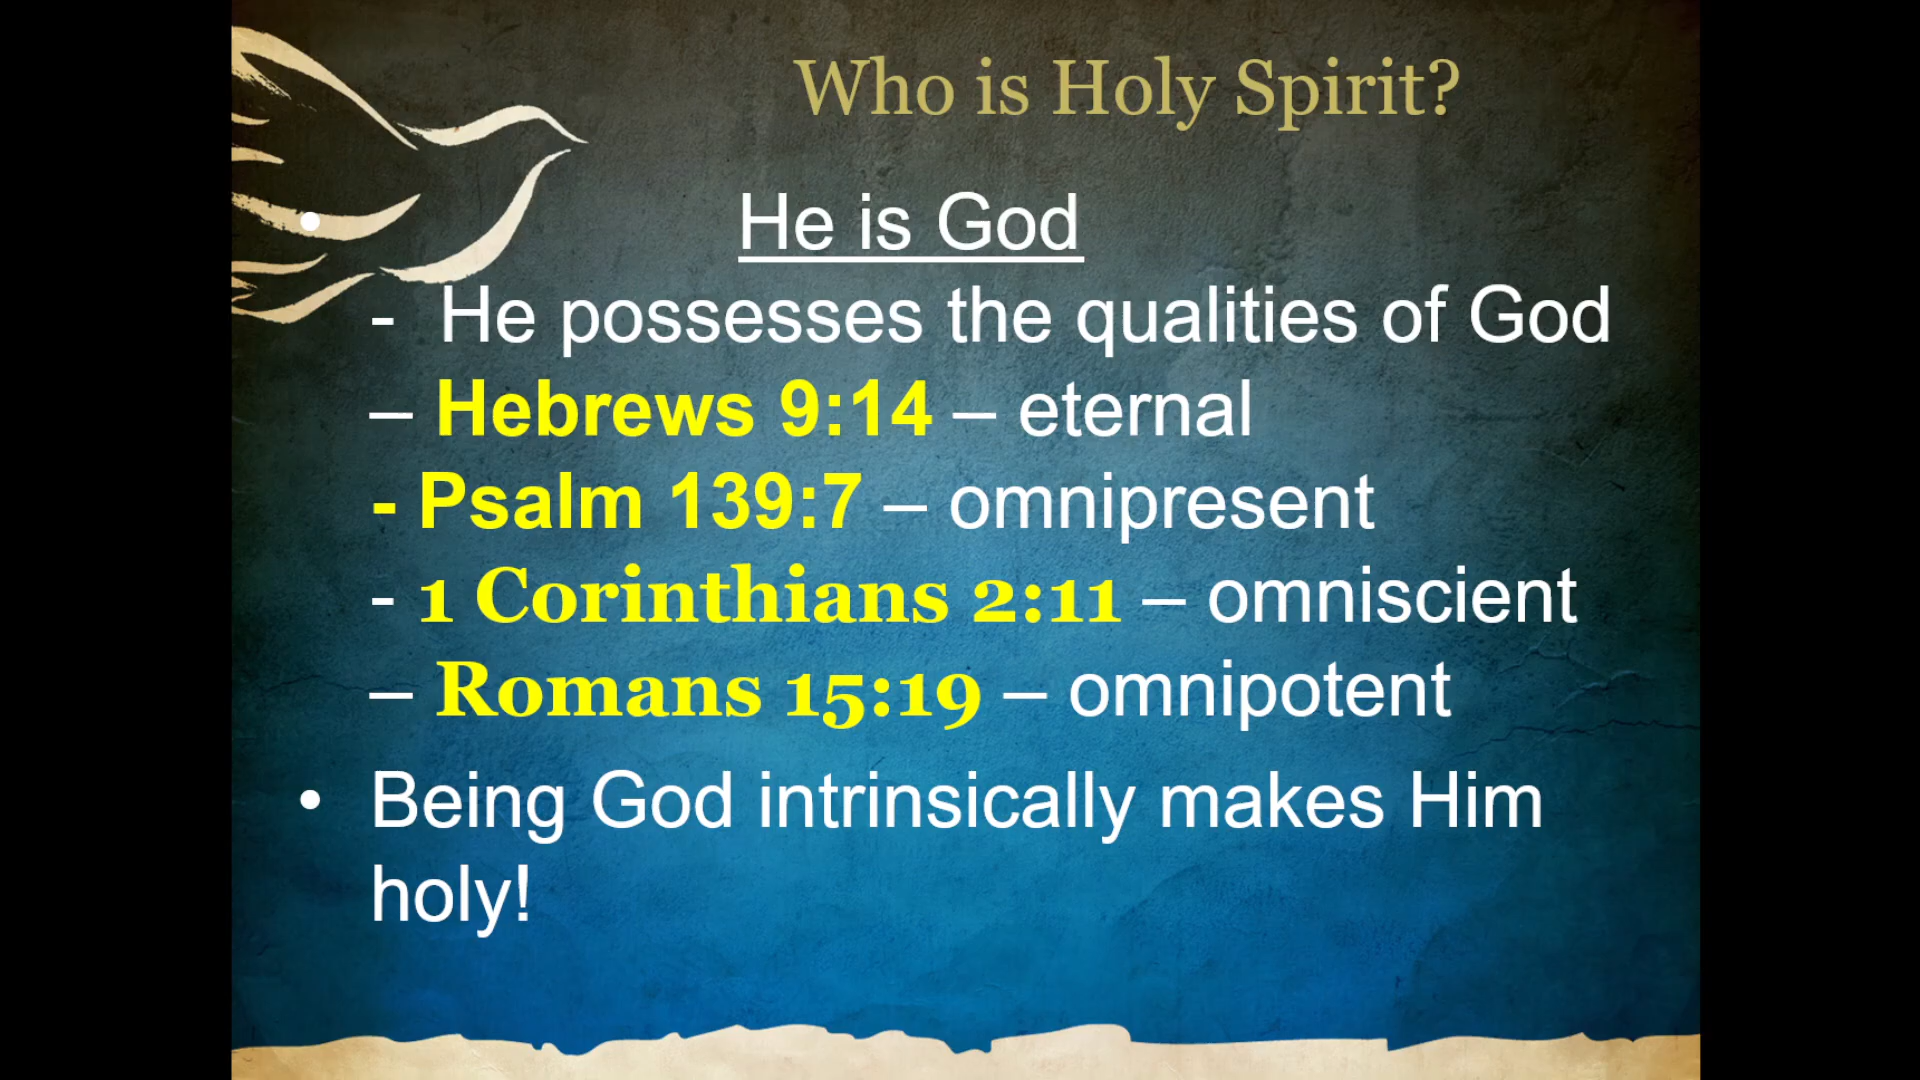 Who is Holy Spirit?
• He is God
- He possesses the qualities of God
– Hebrews 9:14 – eternal
- Psalm 139:7 – omnipresent
- 1 Corinthians 2:11 – omniscient
– Romans 15:19 – omnipotent
• Being God intrinsically makes Him
holy!